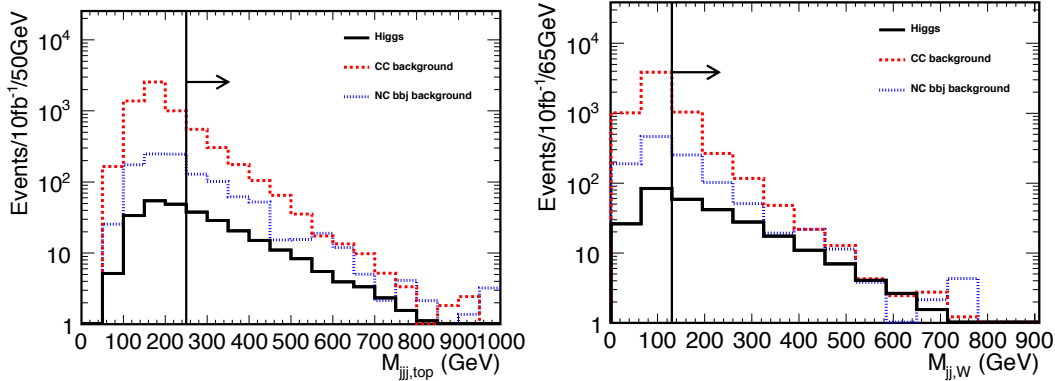 Events/10fb⁻¹/50GeV
10⁴
10³
10²
10
1
Higgs
CC background
NC bbj background
0 100 200 300 400 500 600 700 800 900 1000
M_jjj,top (GeV)
Events/10fb⁻¹/65GeV
10⁴
10³
10²
10
1
Higgs
CC background
NC bbj background
0 100 200 300 400 500 600 700 800 900
M_jj,W (GeV)